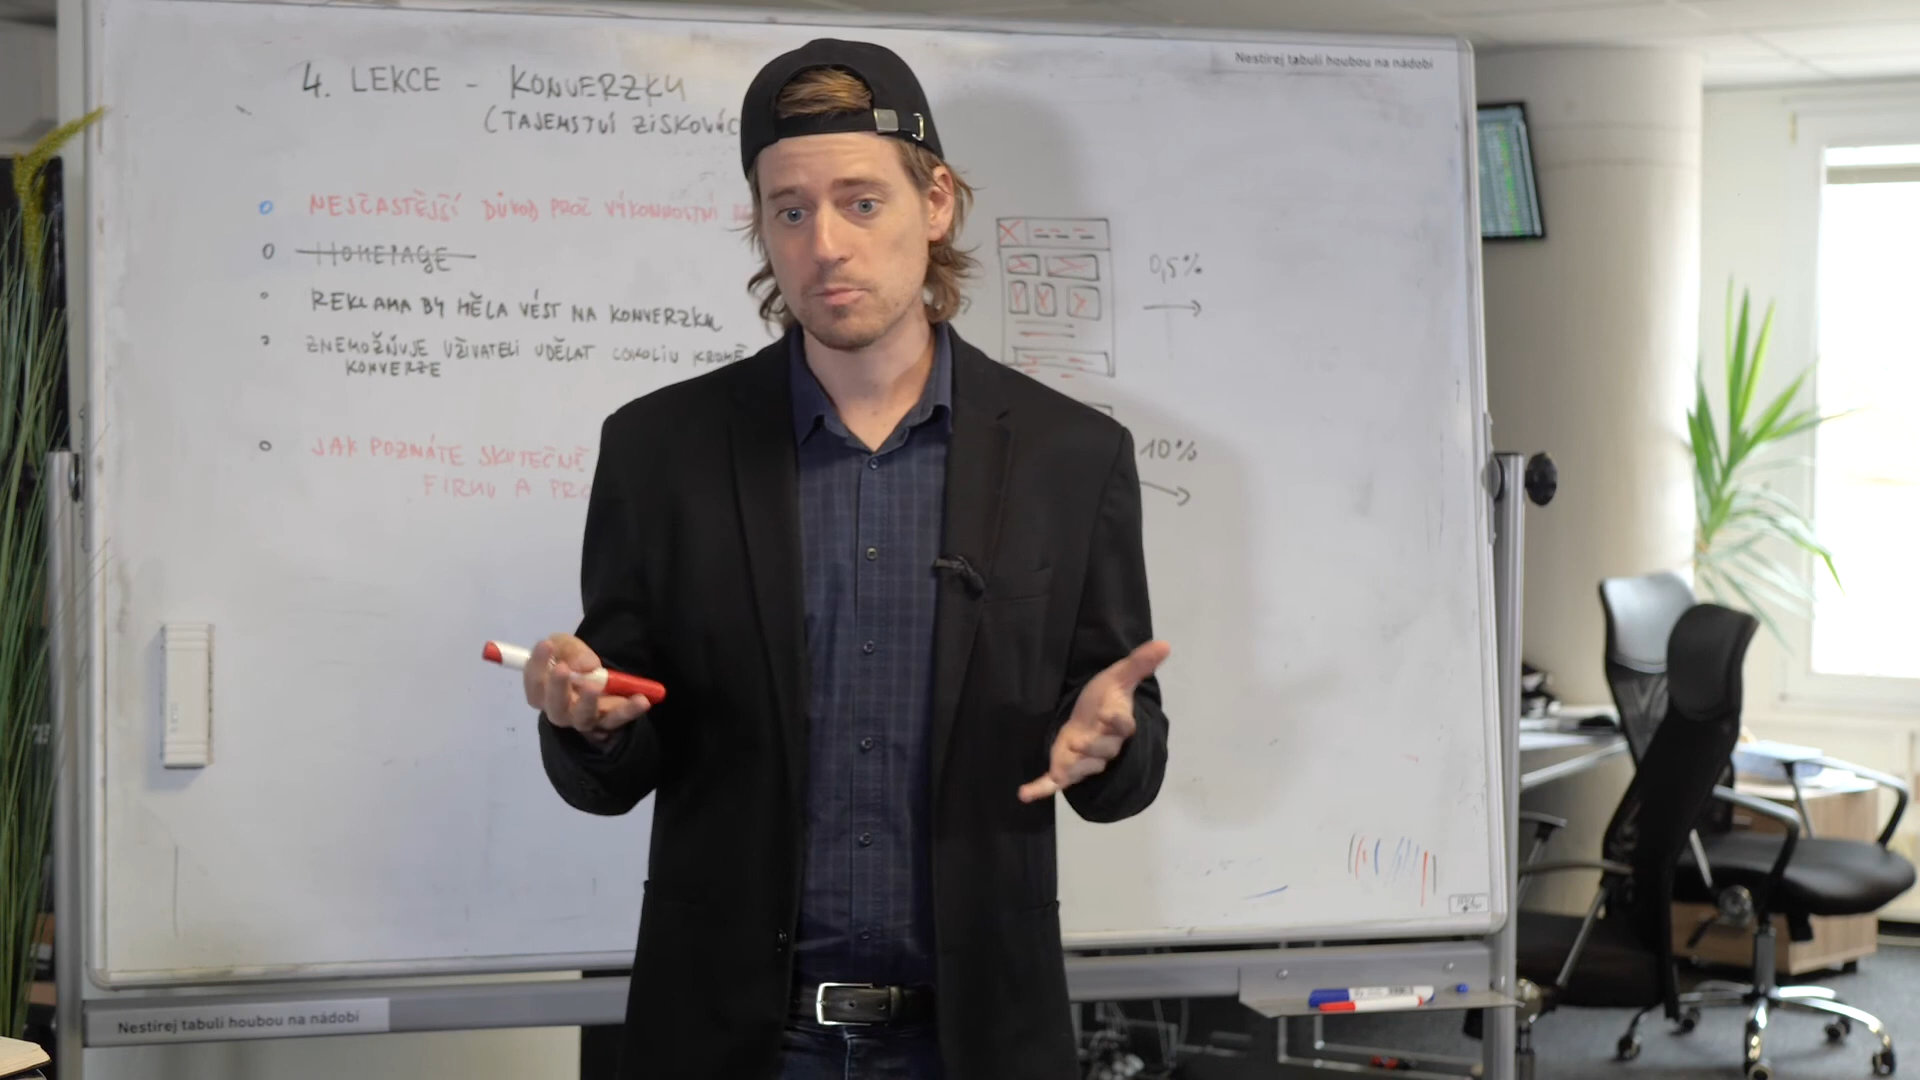 Nestírej tabuli houbou na nádobí
4. LEKCE - KONVERZKY
(TAJEMSTVÍ ZISKOVÝC
NEJČASTĚJŠÍ DŮVOD PROČ VÝKONNOSTNÍ
HOMEPAGE
REKLAMA BY MĚLA VÉST NA KONVERZKU
ZNEMOŽŇUJE UŽIVATELI UDĚLAT COKOLIV KROMĚ
KONVERZE
JAK POZNÁTE SKUTEČNĚ
FIRMU A PRO
0,5%
10%
Nestírej tabuli houbou na nádobí